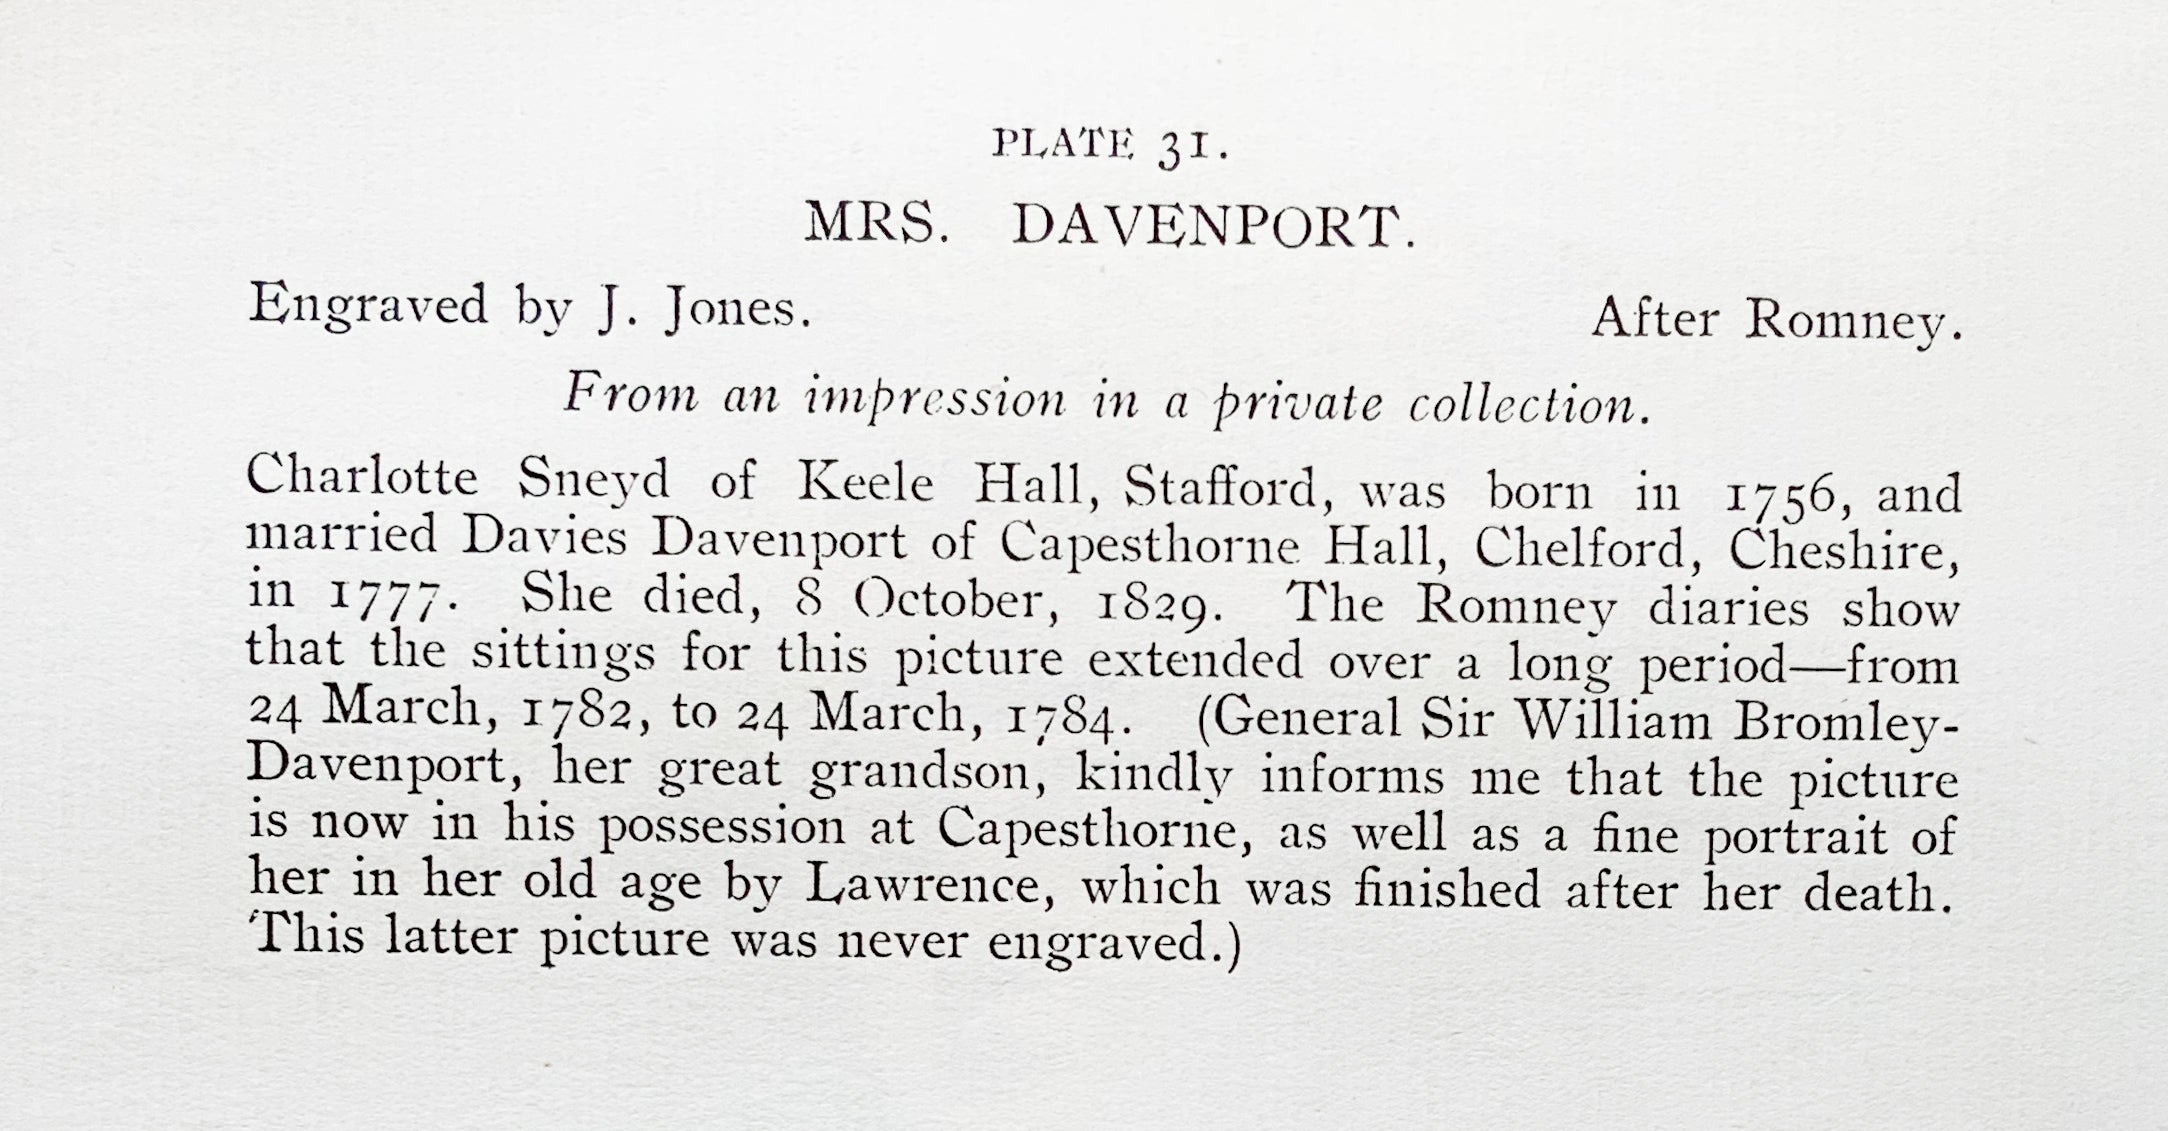 PLATE 31.
MRS. DAVENPORT.
Engraved by J. Jones. After Romney.
From an impression in a private collection.
Charlotte Sneyd of Keele Hall, Stafford, was born in 1756, and
married Davies Davenport of Capesthorne Hall, Chelford, Cheshire,
in 1777. She died, 8 October, 1829. The Romney diaries show
that the sittings for this picture extended over a long period—from
24 March, 1782, to 24 March, 1784. (General Sir William Bromley-
Davenport, her great grandson, kindly informs me that the picture
is now in his possession at Capesthorne, as well as a fine portrait of
her in her old age by Lawrence, which was finished after her death.
This latter picture was never engraved.)